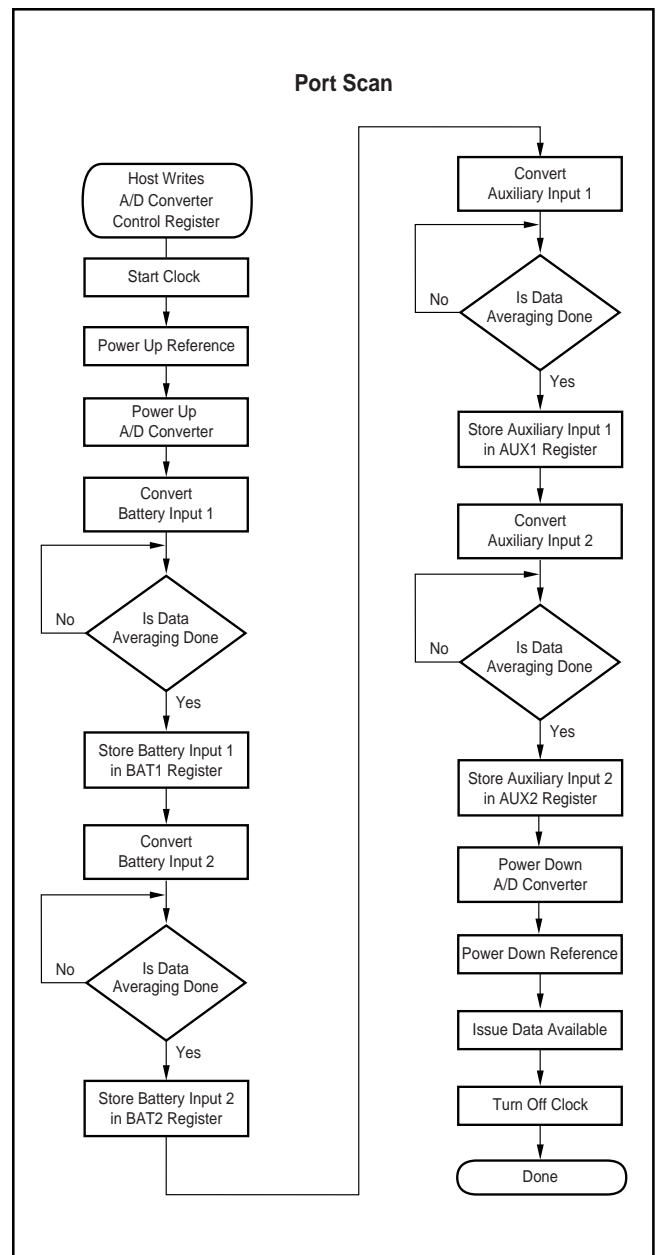 Port Scan
Host Writes
A/D Converter
Control Register
Start Clock
Power Up Reference
Power Up
A/D Converter
Convert
Battery Input 1
No
Is Data
Averaging Done
Yes
Store Battery Input 1
in BAT1 Register
Convert
Battery Input 2
No
Is Data
Averaging Done
Yes
Store Battery Input 2
in BAT2 Register
Convert
Auxiliary Input 1
No
Is Data
Averaging Done
Yes
Store Auxiliary Input 1
in AUX1 Register
Convert
Auxiliary Input 2
No
Is Data
Averaging Done
Yes
Store Auxiliary Input 2
in AUX2 Register
Power Down
A/D Converter
Power Down Reference
Issue Data Available
Turn Off Clock
Done